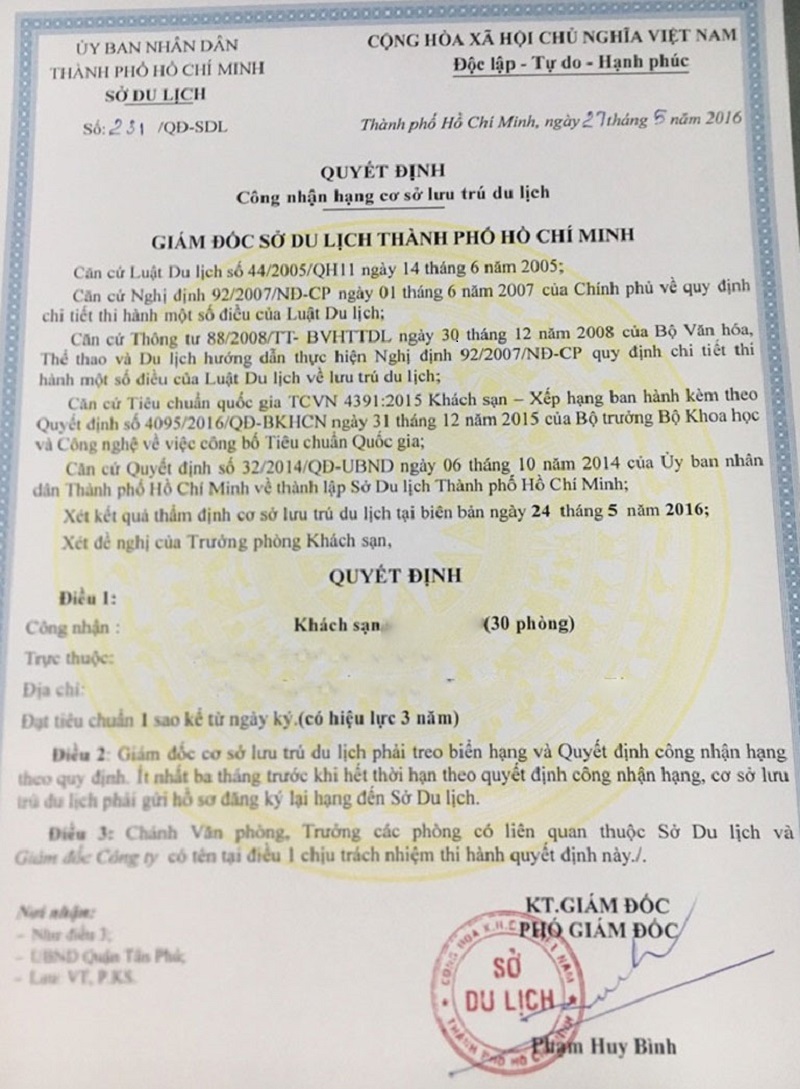 ỦY BAN NHÂN DÂN
THÀNH PHỐ HỒ CHÍ MINH
SỞ DU LỊCH
Số: 231 /QĐ-SDL
CỘNG HÒA XÃ HỘI CHỦ NGHĨA VIỆT NAM
Độc lập - Tự do - Hạnh phúc
Thành phố Hồ Chí Minh, ngày 27 tháng 5 năm 2016
QUYẾT ĐỊNH
Công nhận hạng cơ sở lưu trú du lịch
GIÁM ĐỐC SỞ DU LỊCH THÀNH PHỐ HỒ CHÍ MINH
Căn cứ Luật Du lịch số 44/2005/QH11 ngày 14 tháng 6 năm 2005;
Căn cứ Nghị định 92/2007/NĐ-CP ngày 01 tháng 6 năm 2007 của Chính phủ về quy định
chi tiết thi hành một số điều của Luật Du lịch;
Căn cứ Thông tư 88/2008/TT- BVHTTDL ngày 30 tháng 12 năm 2008 của Bộ Văn hóa,
Thể thao và Du lịch hướng dẫn thực hiện Nghị định 92/2007/NĐ-CP quy định chi tiết thi
hành một số điều của Luật Du lịch về lưu trú du lịch;
Căn cứ Tiêu chuẩn quốc gia TCVN 4391:2015 Khách sạn – Xếp hạng ban hành kèm theo
Quyết định số 4095/2016/QĐ-BKHCN ngày 31 tháng 12 năm 2015 của Bộ trưởng Bộ Khoa học
và Công nghệ về việc công bố Tiêu chuẩn Quốc gia;
Căn cứ Quyết định số 32/2014/QĐ-UBND ngày 06 tháng 10 năm 2014 của Ủy ban nhân
dân Thành phố Hồ Chí Minh về thành lập Sở Du lịch Thành phố Hồ Chí Minh;
Xét kết quả thẩm định cơ sở lưu trú du lịch tại biên bản ngày 24 tháng 5 năm 2016;
Xét đề nghị của Trưởng phòng Khách sạn,
QUYẾT ĐỊNH
Điều 1:
Công nhận : Khách sạn (30 phòng)
Trực thuộc:
Địa chỉ:
Đạt tiêu chuẩn 1 sao kể từ ngày ký.(có hiệu lực 3 năm)
Điều 2: Giám đốc cơ sở lưu trú du lịch phải treo biển hạng và Quyết định công nhận hạng
theo quy định. Ít nhất ba tháng trước khi hết thời hạn theo quyết định công nhận hạng, cơ sở lưu
trú du lịch phải gửi hồ sơ đăng ký lại hạng đến Sở Du lịch.
Điều 3: Chánh Văn phòng, Trưởng các phòng có liên quan thuộc Sở Du lịch và
Giám đốc Công ty có tên tại điều 1 chịu trách nhiệm thi hành quyết định này./.
Nơi nhận:
- Như điều 3;
- UBND Quận Tân Phú;
- Lưu: VT, P.KS.
KT.GIÁM ĐỐC
PHÓ GIÁM ĐỐC
CỘNG HÒA X.H.C.N VIỆT NAM
SỞ
DU LỊCH
THÀNH PHỐ HỒ CHÍ MINH
Phạm Huy Bình